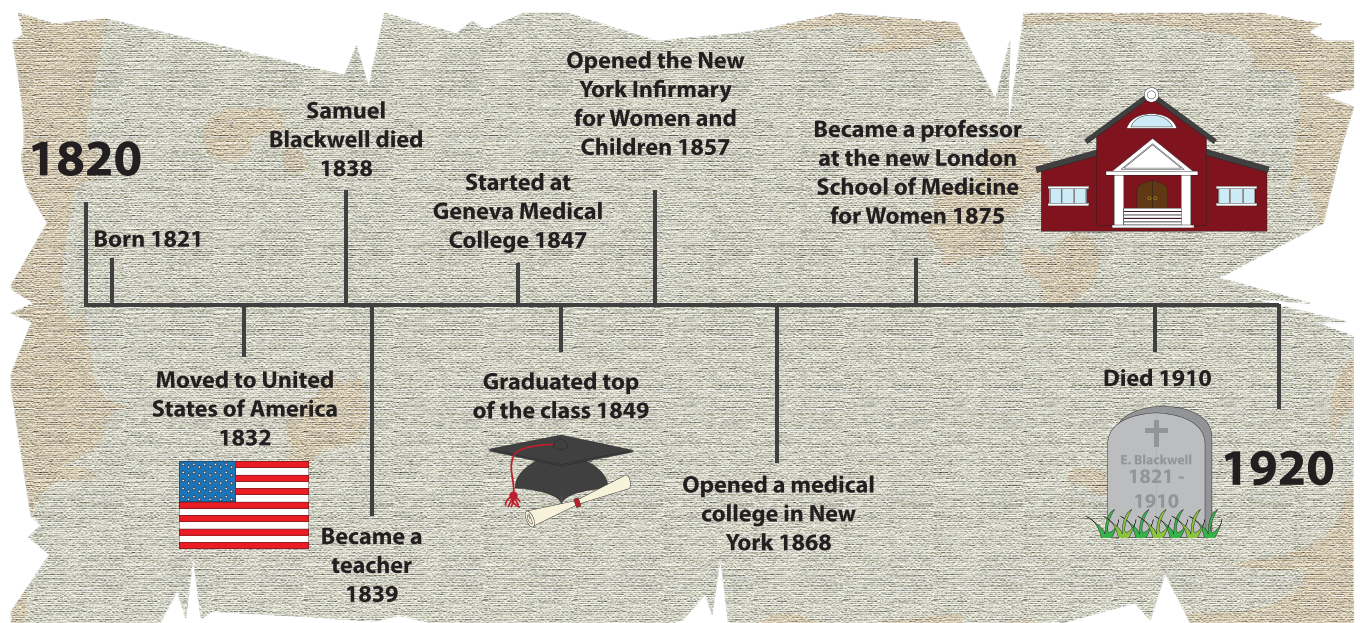 1820
Born 1821
Moved to United
States of America
1832
Samuel
Blackwell died
1838
Became a
teacher
1839
Started at
Geneva Medical
College 1847
Graduated top
of the class 1849
Opened the New
York Infirmary
for Women and
Children 1857
Opened a medical
college in New
York 1868
Became a professor
at the new London
School of Medicine
for Women 1875
Died 1910
E. Blackwell
1821 -
1910
1920